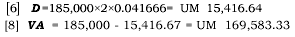 [6] D=185,000×2×0.041666= UM 15,416.64
[8] VA = 185,000 - 15,416.67 = UM 169,583.33